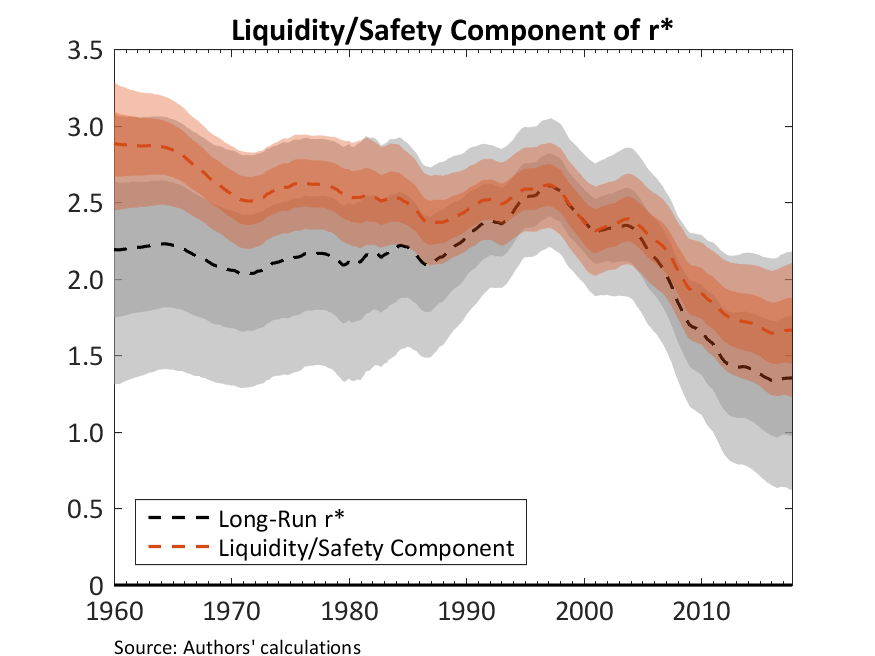 Liquidity/Safety Component of r*
3.5
3.0
2.5
2.0
1.5
1.0
0.5
0
Long-Run r*
Liquidity/Safety Component
1960 1970 1980 1990 2000 2010
Source: Authors' calculations